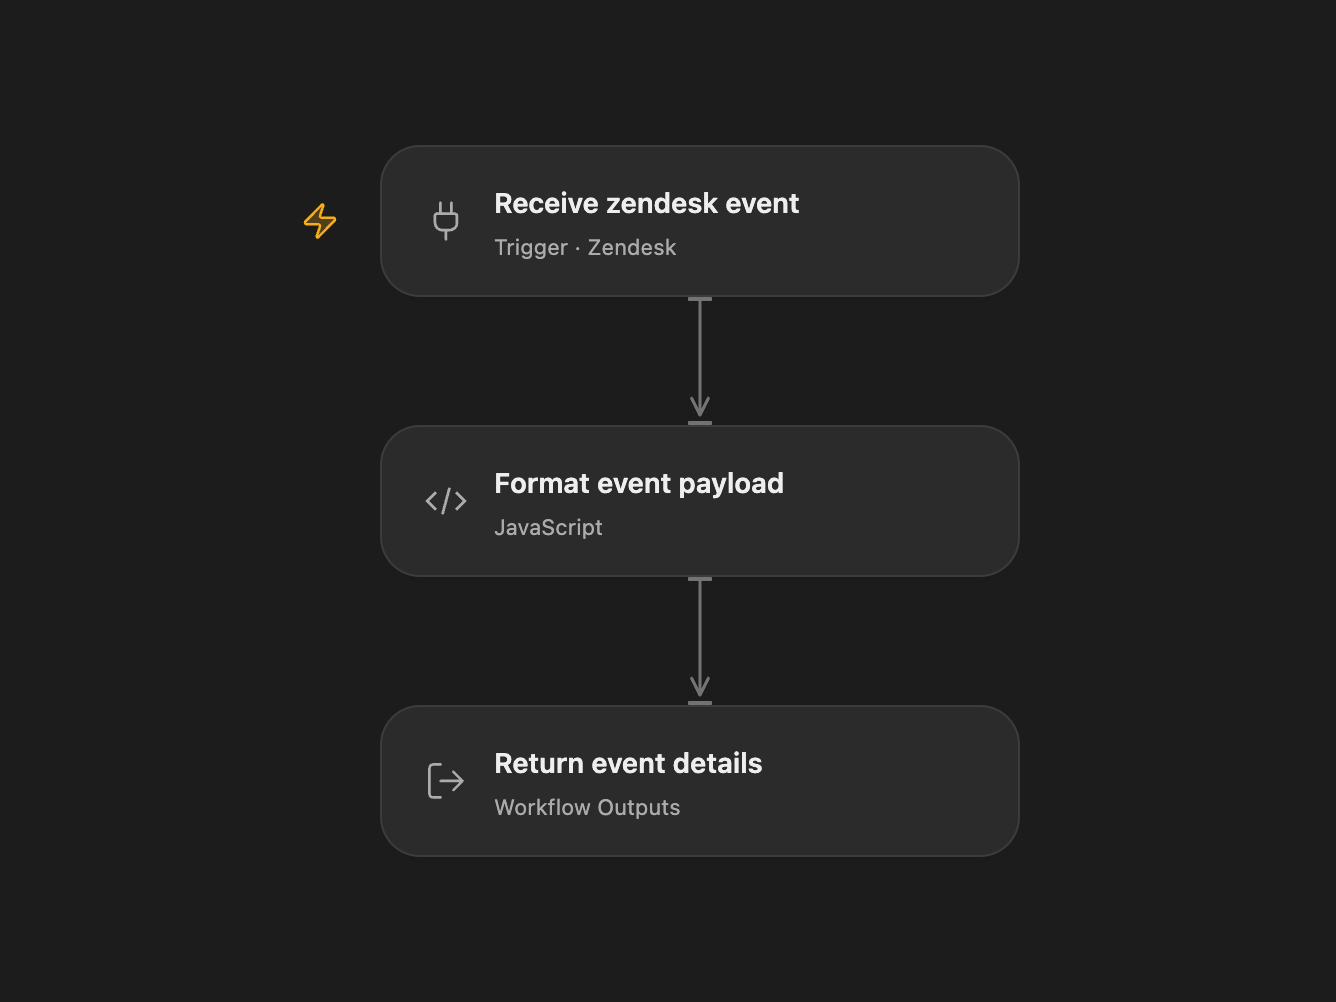 Receive zendesk event
Trigger · Zendesk
Format event payload
JavaScript
Return event details
Workflow Outputs